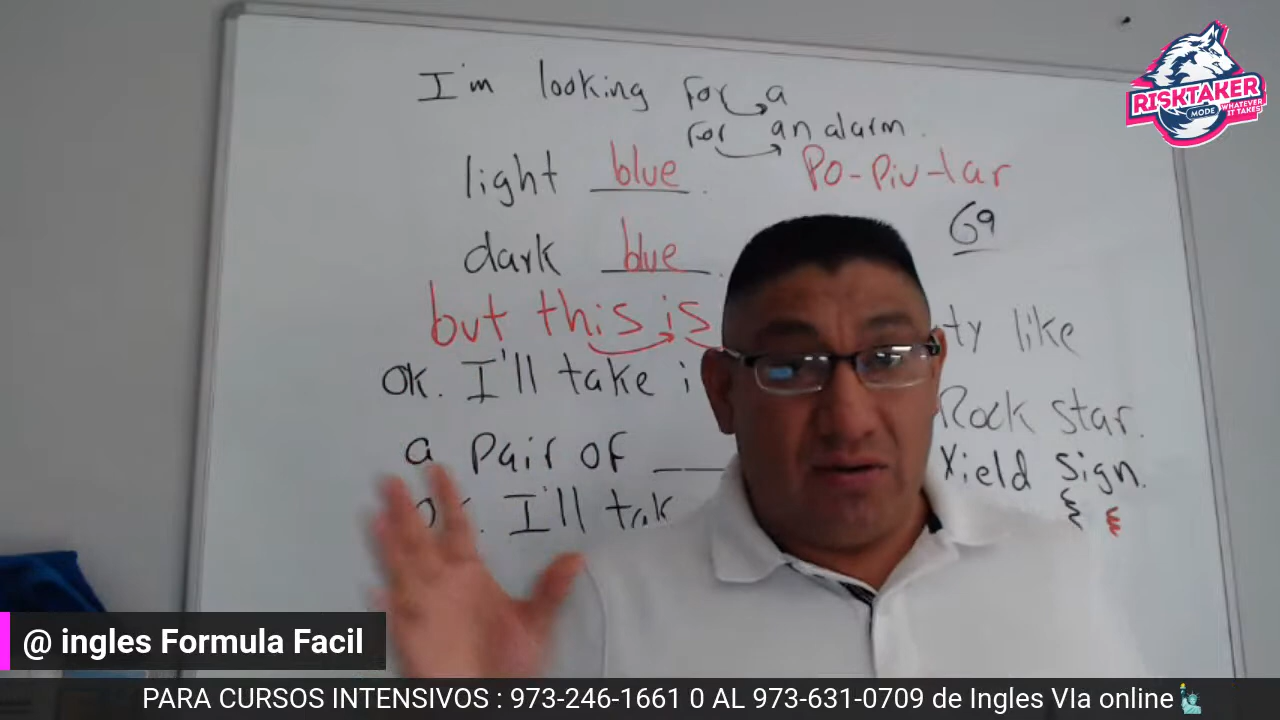 I'm looking for a
for an alarm.
light blue.
Po-Piu-lar
69
dark blue.
but this is
ty like
ok. I'll take i
Rock star.
a pair of ___
Yield Sign.
ok. I'll tak
RISKTAKER
MODE
WHATEVER IT TAKES
@ ingles Formula Facil
PARA CURSOS INTENSIVOS : 973-246-1661 0 AL 973-631-0709 de Ingles VIa online